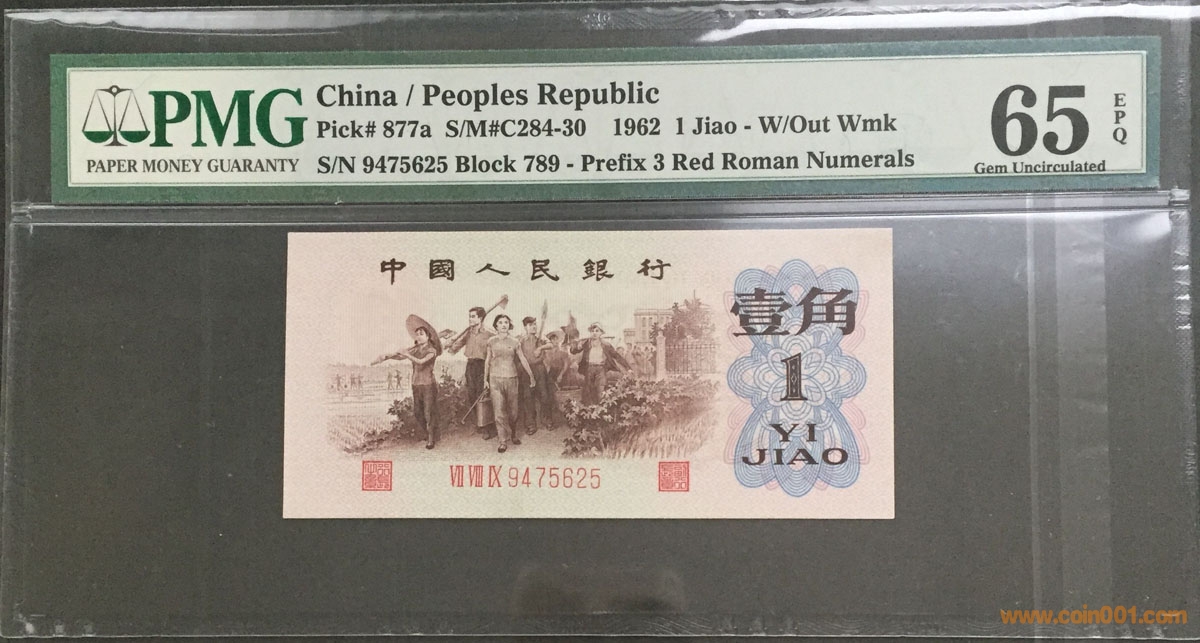 PMG
PAPER MONEY GUARANTY
China / Peoples Republic
Pick# 877a S/M#C284-30 1962 1 Jiao - W/Out Wmk
S/N 9475625 Block 789 - Prefix 3 Red Roman Numerals
65
EPQ
Gem Uncirculated
中國人民銀行
壹角
1
YI
JIAO
VII VIII IX 9475625
www.coin001.com